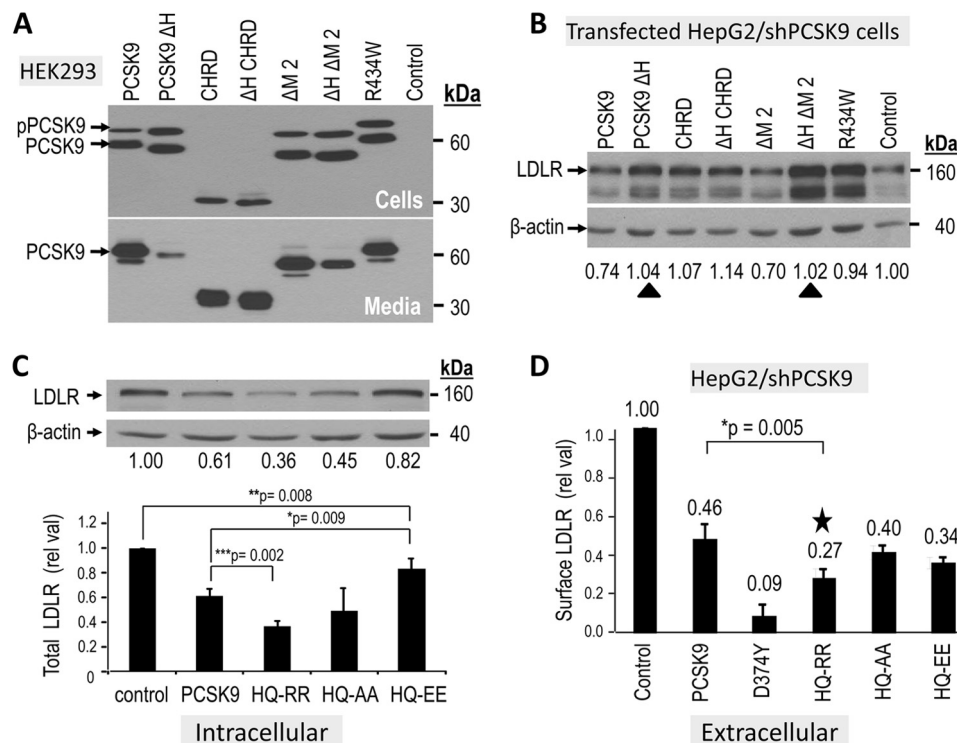 A
HEK293
PCSK9
PCSK9 ΔH
CHRD
ΔH CHRD
ΔM 2
ΔH ΔM 2
R434W
Control
kDa
pPCSK9
PCSK9
60
Cells
30
PCSK9
60
Media
30
B
Transfected HepG2/shPCSK9 cells
PCSK9
PCSK9 ΔH
CHRD
ΔH CHRD
ΔM 2
ΔH ΔM 2
R434W
Control
kDa
LDLR
160
β-actin
40
0.74 1.04 1.07 1.14 0.70 1.02 0.94 1.00
C
kDa
LDLR
160
β-actin
40
1.00 0.61 0.36 0.45 0.82
**p= 0.008
*p= 0.009
***p= 0.002
Total LDLR (rel val)
1.2
1.0
0.8
0.6
0.4
0.2
0
control PCSK9 HQ-RR HQ-AA HQ-EE
Intracellular
D
HepG2/shPCSK9
1.00
*p = 0.005
0.46
0.09
★
0.27
0.40
0.34
Surface LDLR (rel val)
1.0
0.8
0.6
0.4
0.2
0.0
Control
PCSK9
D374Y
HQ-RR
HQ-AA
HQ-EE
Extracellular